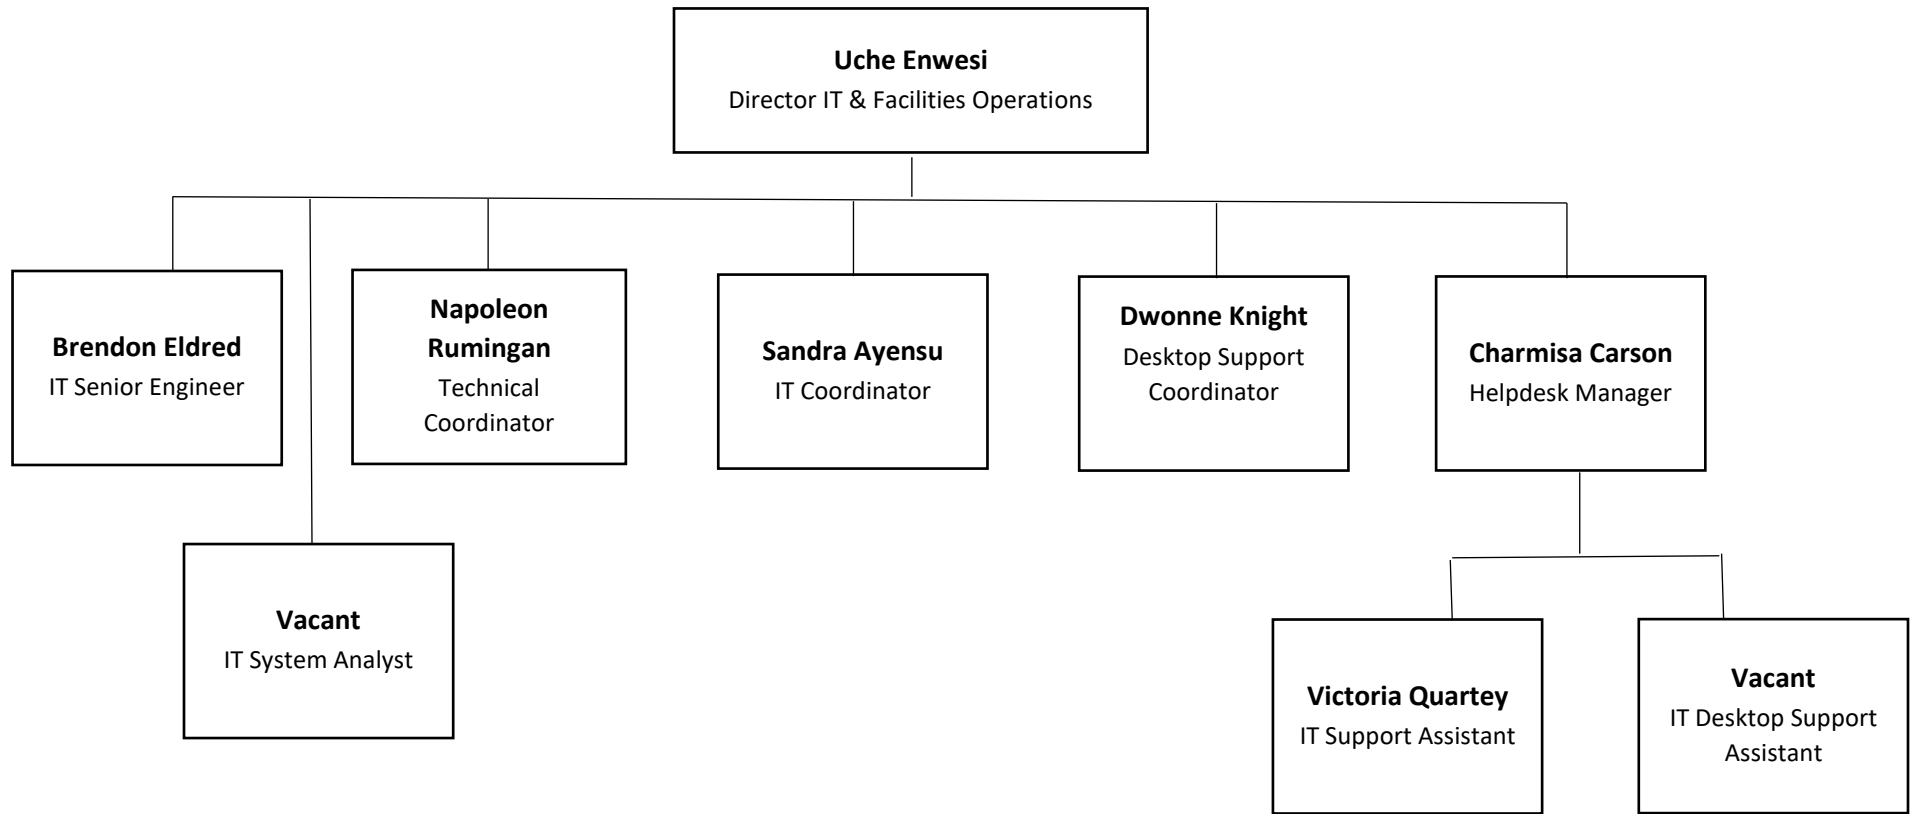 Uche Enwesi
Director IT & Facilities Operations
Brendon Eldred
IT Senior Engineer
Napoleon
Rumingan
Technical
Coordinator
Sandra Ayensu
IT Coordinator
Dwonne Knight
Desktop Support
Coordinator
Charmisa Carson
Helpdesk Manager
Vacant
IT System Analyst
Victoria Quartey
IT Support Assistant
Vacant
IT Desktop Support
Assistant